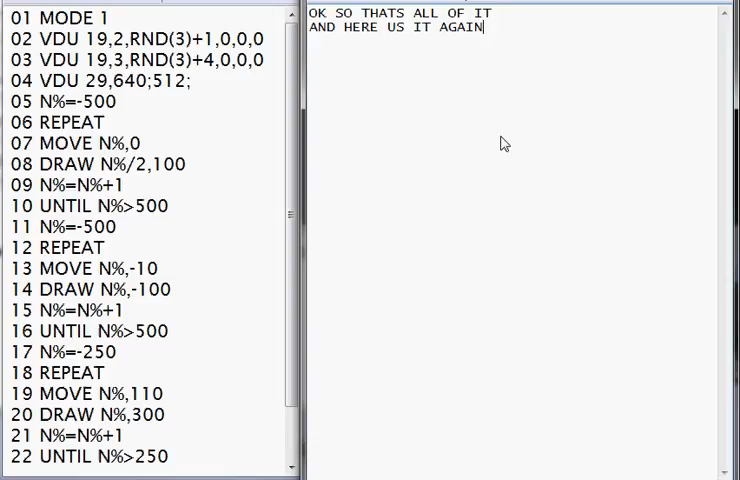 01 MODE 1
02 VDU 19,2,RND(3)+1,0,0,0
03 VDU 19,3,RND(3)+4,0,0,0
04 VDU 29,640;512;
05 N%=-500
06 REPEAT
07 MOVE N%,0
08 DRAW N%/2,100
09 N%=N%+1
10 UNTIL N%>500
11 N%=-500
12 REPEAT
13 MOVE N%,-10
14 DRAW N%,-100
15 N%=N%+1
16 UNTIL N%>500
17 N%=-250
18 REPEAT
19 MOVE N%,110
20 DRAW N%,300
21 N%=N%+1
22 UNTIL N%>250
OK SO THATS ALL OF IT
AND HERE US IT AGAIN